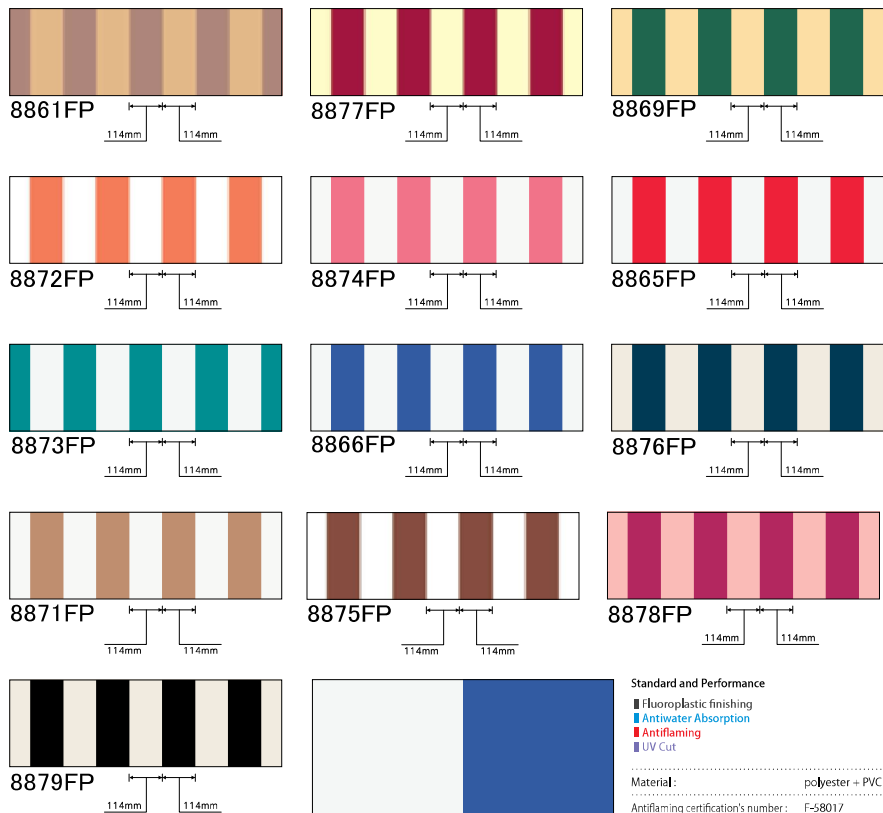 8861FP
114mm 114mm
8877FP
114mm 114mm
8869FP
114mm 114mm
8872FP
114mm 114mm
8874FP
114mm 114mm
8865FP
114mm 114mm
8873FP
114mm 114mm
8866FP
114mm 114mm
8876FP
114mm 114mm
8871FP
114mm 114mm
8875FP
114mm 114mm
8878FP
114mm 114mm
8879FP
114mm 114mm
Standard and Performance
Fluoroplastic finishing
Antiwater Absorption
Antiflaming
UV Cut
Material : polyester + PVC
Antiflaming certification's number : F-58017